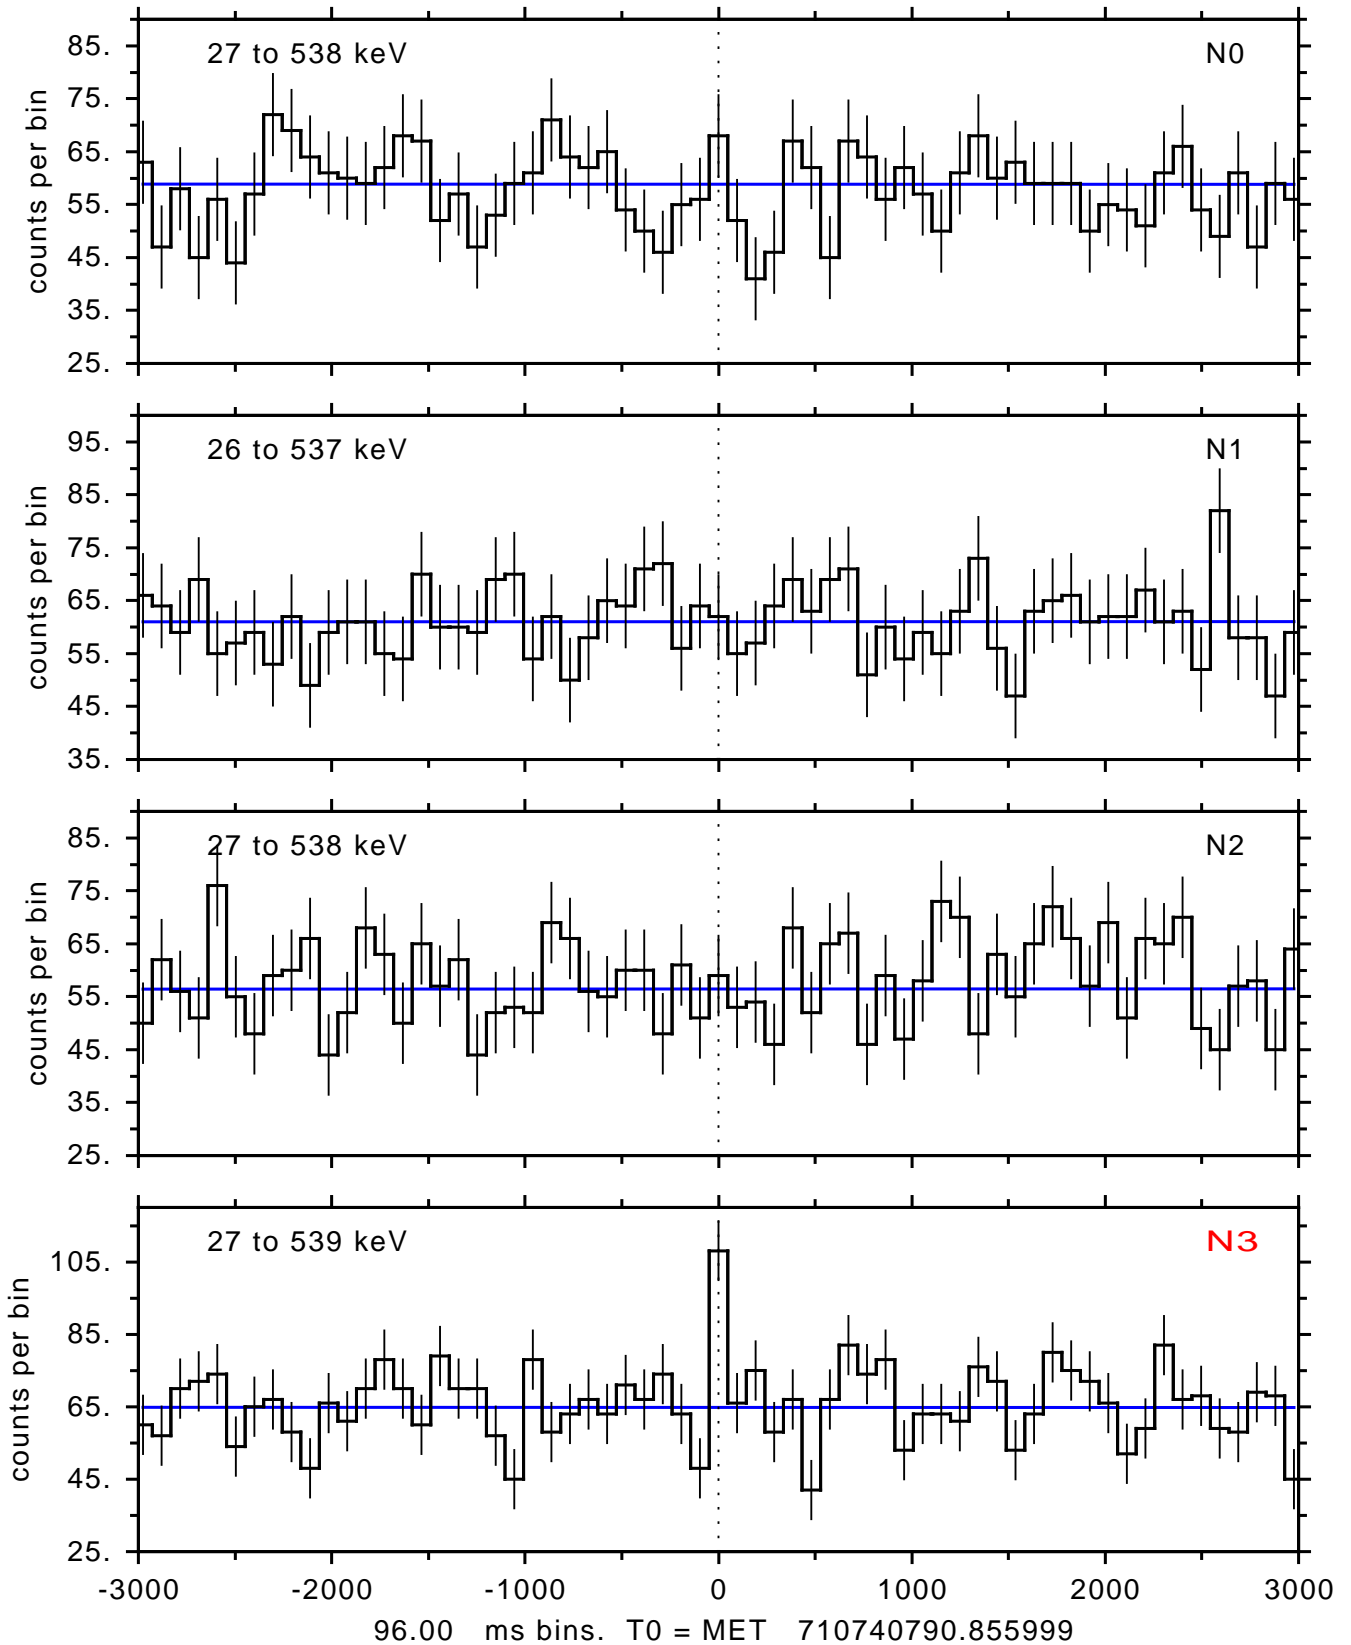 27 to 538 keV N0
85.
75.
65.
55.
45.
35.
25.
counts per bin
26 to 537 keV N1
95.
85.
75.
65.
55.
45.
35.
counts per bin
27 to 538 keV N2
85.
75.
65.
55.
45.
35.
25.
counts per bin
27 to 539 keV N3
105.
85.
65.
45.
25.
counts per bin
-3000 -2000 -1000 0 1000 2000 3000
96.00 ms bins. T0 = MET 710740790.855999